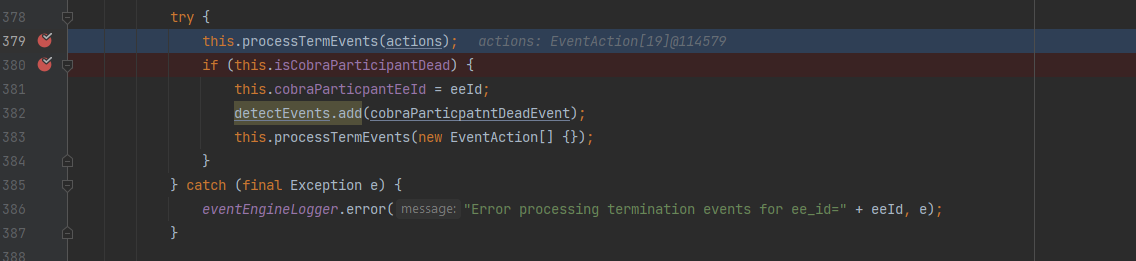 378 try {
379 this.processTermEvents(actions); actions: EventAction[19]@114579
380 if (this.isCobraParticipantDead) {
381 this.cobraParticpantEeId = eeId;
382 detectEvents.add(cobraParticpatntDeadEvent);
383 this.processTermEvents(new EventAction[] {});
384 }
385 } catch (final Exception e) {
386 eventEngineLogger.error( message: "Error processing termination events for ee_id=" + eeId, e);
387 }
388